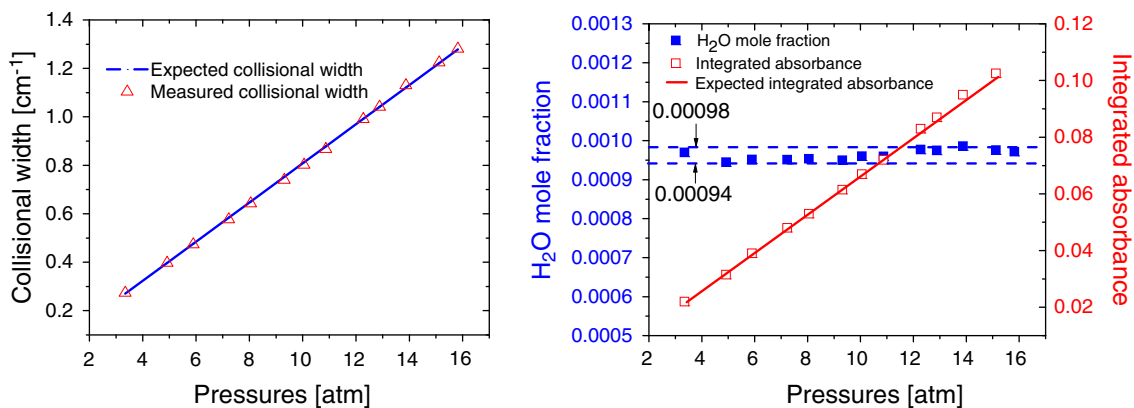 1.4
1.2
1.0
0.8
0.6
0.4
0.2
Collisional width [cm⁻¹]
Expected collisional width
Measured collisional width
2 4 6 8 10 12 14 16
Pressures [atm]
0.0013
0.0012
0.0011
0.0010
0.0009
0.0008
0.0007
0.0006
0.0005
H₂O mole fraction
H₂O mole fraction
Integrated absorbance
Expected integrated absorbance
0.00098
0.00094
0.12
0.10
0.08
0.06
0.04
0.02
Integrated absorbance
2 4 6 8 10 12 14 16
Pressures [atm]